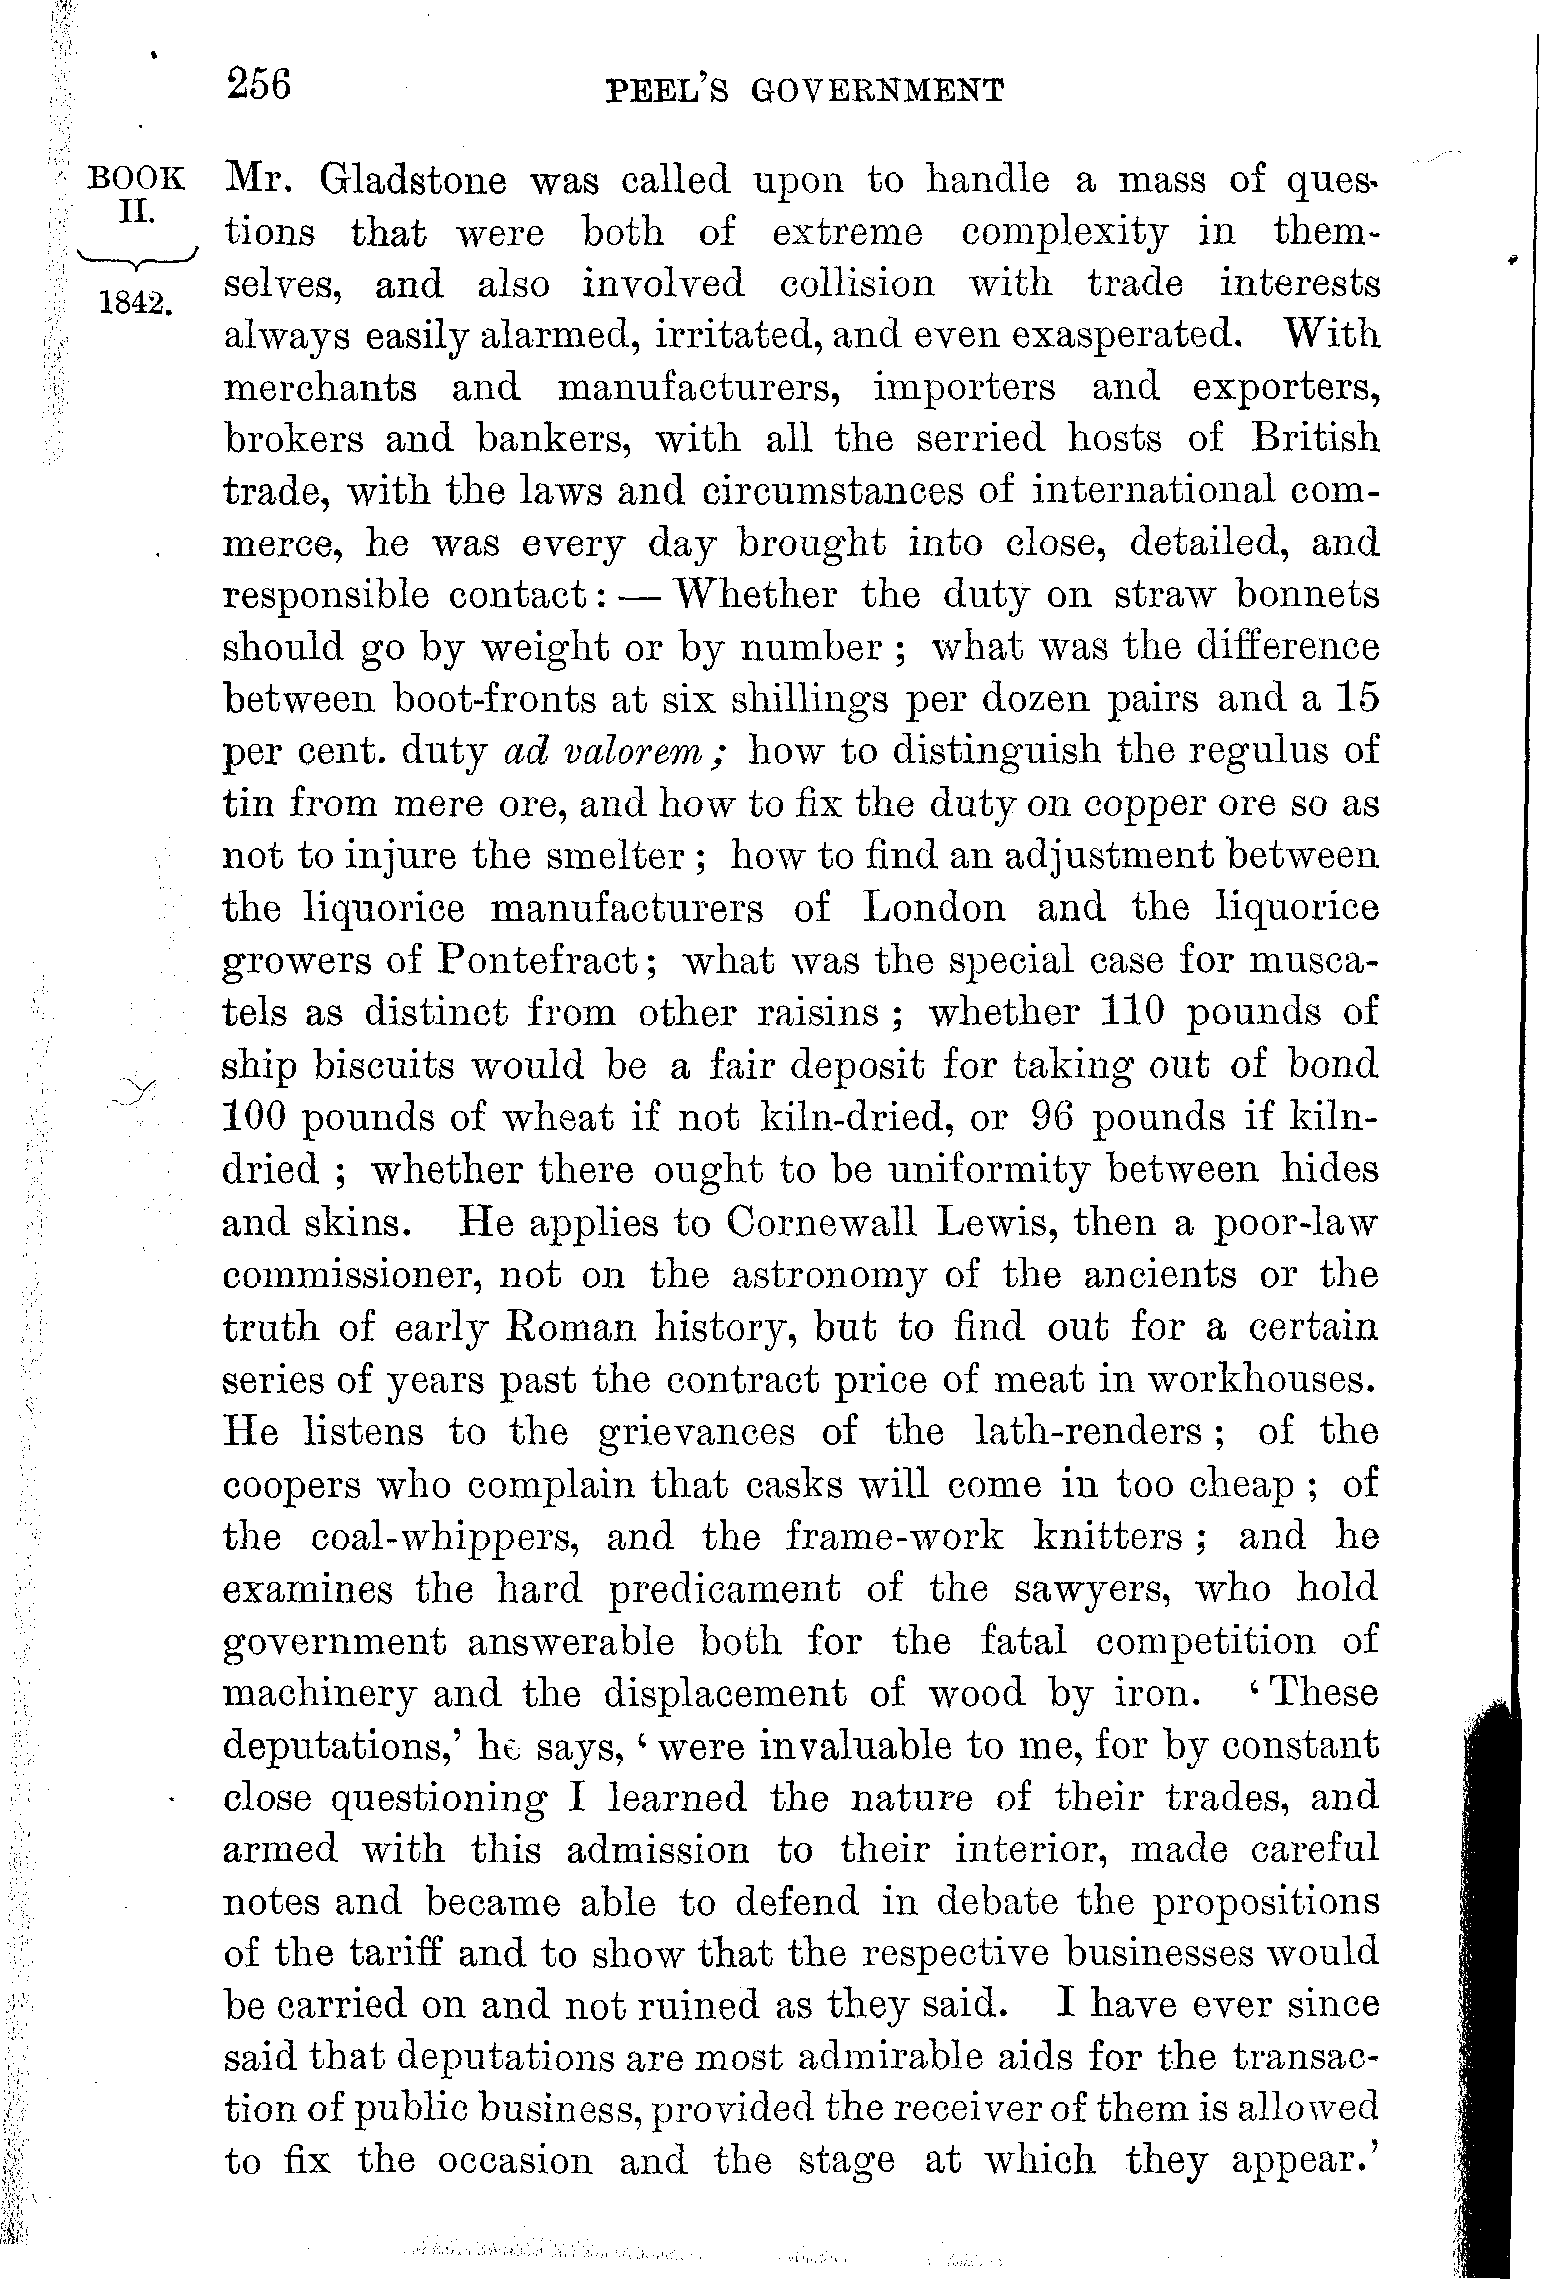 256 PEEL'S GOVERNMENT
BOOK
II.
1842.
Mr. Gladstone was called upon to handle a mass of ques-
tions that were both of extreme complexity in them-
selves, and also involved collision with trade interests
always easily alarmed, irritated, and even exasperated. With
merchants and manufacturers, importers and exporters,
brokers and bankers, with all the serried hosts of British
trade, with the laws and circumstances of international com-
merce, he was every day brought into close, detailed, and
responsible contact: — Whether the duty on straw bonnets
should go by weight or by number; what was the difference
between boot-fronts at six shillings per dozen pairs and a 15
per cent. duty ad valorem; how to distinguish the regulus of
tin from mere ore, and how to fix the duty on copper ore so as
not to injure the smelter; how to find an adjustment between
the liquorice manufacturers of London and the liquorice
growers of Pontefract; what was the special case for musca-
tels as distinct from other raisins; whether 110 pounds of
ship biscuits would be a fair deposit for taking out of bond
100 pounds of wheat if not kiln-dried, or 96 pounds if kiln-
dried; whether there ought to be uniformity between hides
and skins. He applies to Cornewall Lewis, then a poor-law
commissioner, not on the astronomy of the ancients or the
truth of early Roman history, but to find out for a certain
series of years past the contract price of meat in workhouses.
He listens to the grievances of the lath-renders; of the
coopers who complain that casks will come in too cheap; of
the coal-whippers, and the frame-work knitters; and he
examines the hard predicament of the sawyers, who hold
government answerable both for the fatal competition of
machinery and the displacement of wood by iron. 'These
deputations,' he says, 'were invaluable to me, for by constant
close questioning I learned the nature of their trades, and
armed with this admission to their interior, made careful
notes and became able to defend in debate the propositions
of the tariff and to show that the respective businesses would
be carried on and not ruined as they said. I have ever since
said that deputations are most admirable aids for the transac-
tion of public business, provided the receiver of them is allowed
to fix the occasion and the stage at which they appear.'